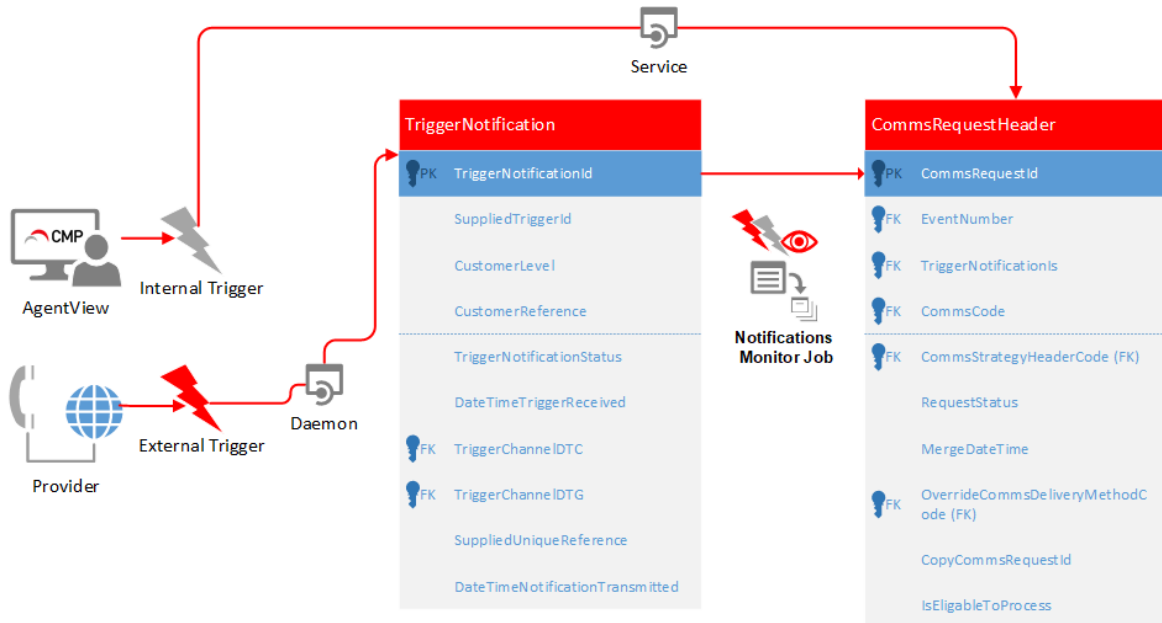 Service
TriggerNotification
PK TriggerNotificationId
SuppliedTriggerId
CustomerLevel
CustomerReference
TriggerNotificationStatus
DateTimeTriggerReceived
FK TriggerChannelDTC
FK TriggerChannelDTG
SuppliedUniqueReference
DateTimeNotificationTransmitted
CommsRequestHeader
PK CommsRequestId
FK EventNumber
FK TriggerNotificationIs
FK CommsCode
FK CommsStrategyHeaderCode (FK)
RequestStatus
MergeDateTime
FK OverrideCommsDeliveryMethodC
ode (FK)
CopyCommsRequestId
IsEligableToProcess
CMP
AgentView
Internal Trigger
Provider
External Trigger
Daemon
Notifications
Monitor Job